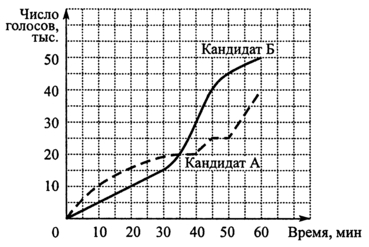 Число
голосов,
тыс.
50
40
30
20
10
Кандидат Б
Кандидат А
0 10 20 30 40 50 60 Время, мин